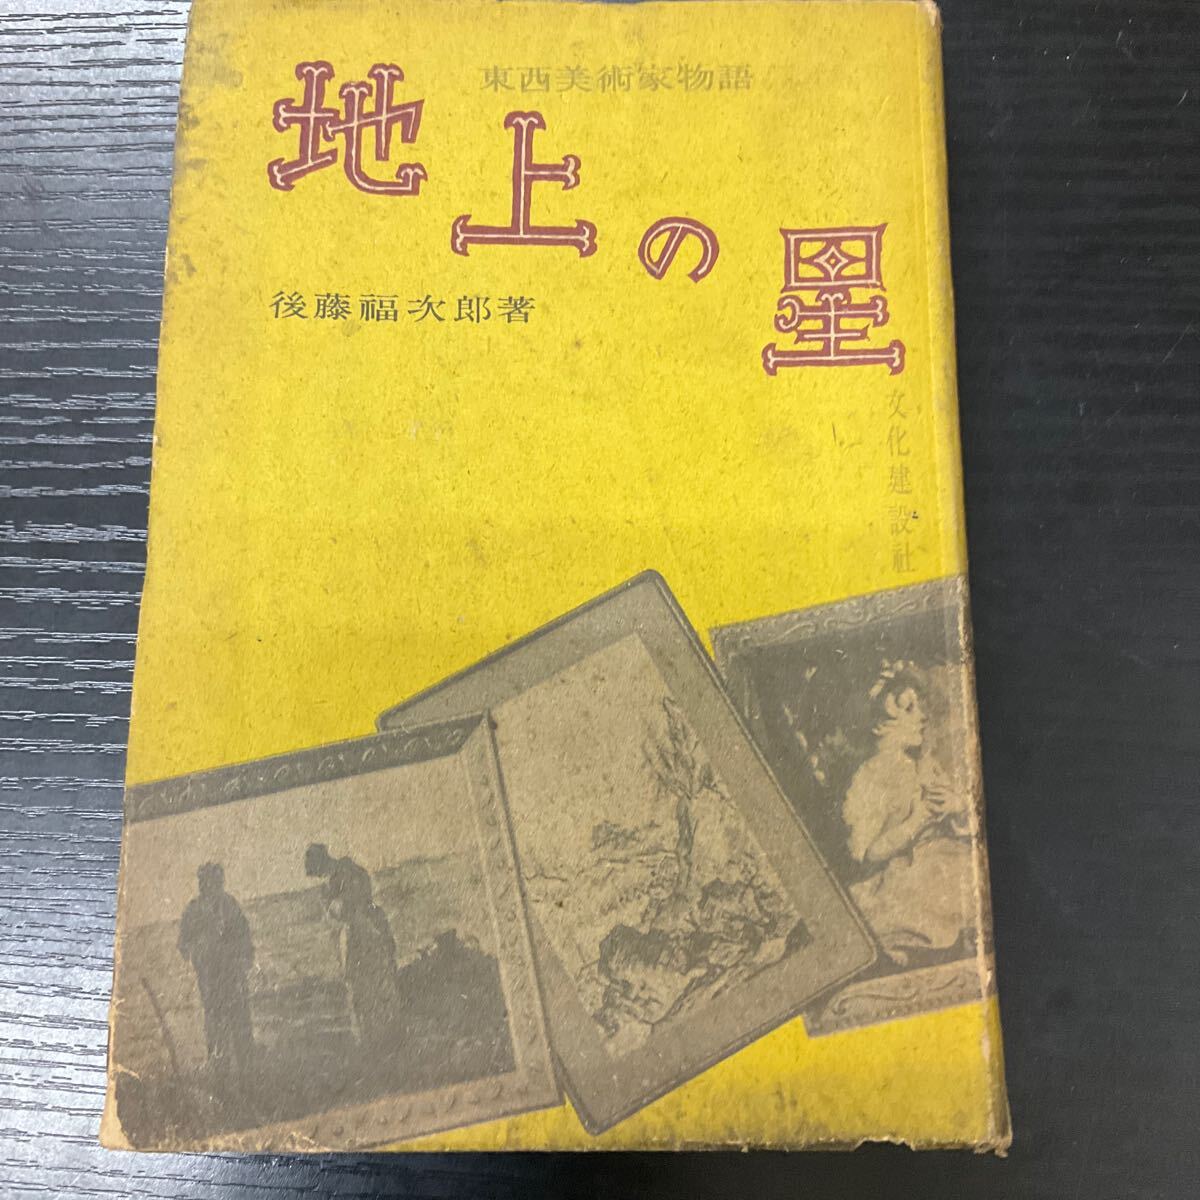 東西美術家物語
地上の星
後藤福次郎著
文化建設社